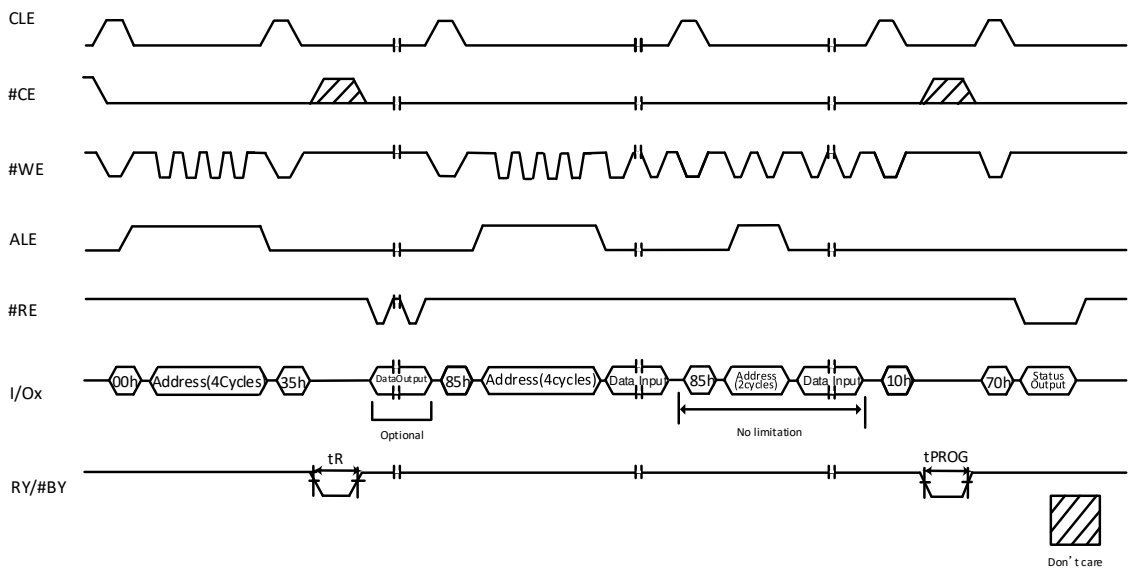 CLE
#CE
#WE
ALE
#RE
I/Ox
00h
Address(4Cycles)
35h
DataOutput
85h
Address(4cycles)
Data Input
85h
Address
(2cycles)
Data Input
10h
70h
Status
Output
Optional
No limitation
RY/#BY
tR
tPROG
Don't care